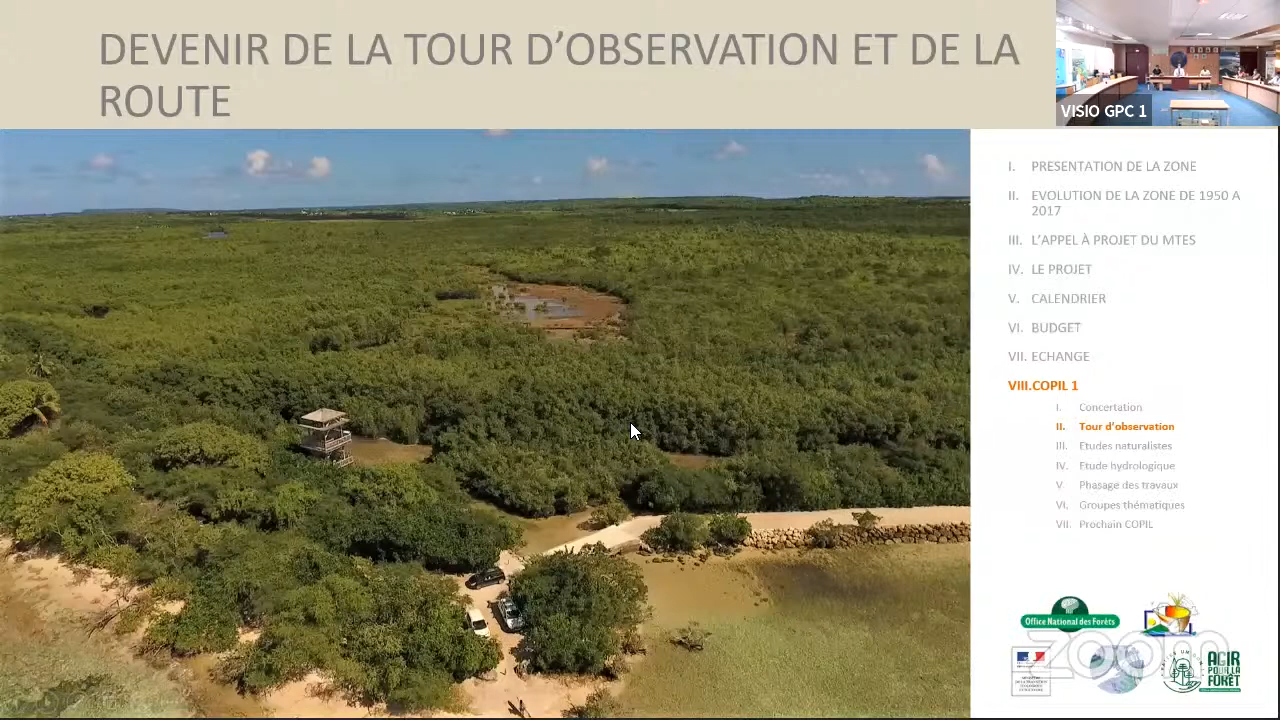 DEVENIR DE LA TOUR D'OBSERVATION ET DE LA
ROUTE
VISIO GPC 1
I. PRESENTATION DE LA ZONE
II. EVOLUTION DE LA ZONE DE 1950 A
2017
III. L'APPEL À PROJET DU MTES
IV. LE PROJET
V. CALENDRIER
VI. BUDGET
VII. ECHANGE
VIII.COPIL 1
I. Concertation
II. Tour d'observation
III. Etudes naturalistes
IV. Etude hydrologique
V. Phasage des travaux
VI. Groupes thématiques
VII. Prochain COPIL
Office National des Forêts
zoom
AGIR
POUR LA
FORÊT